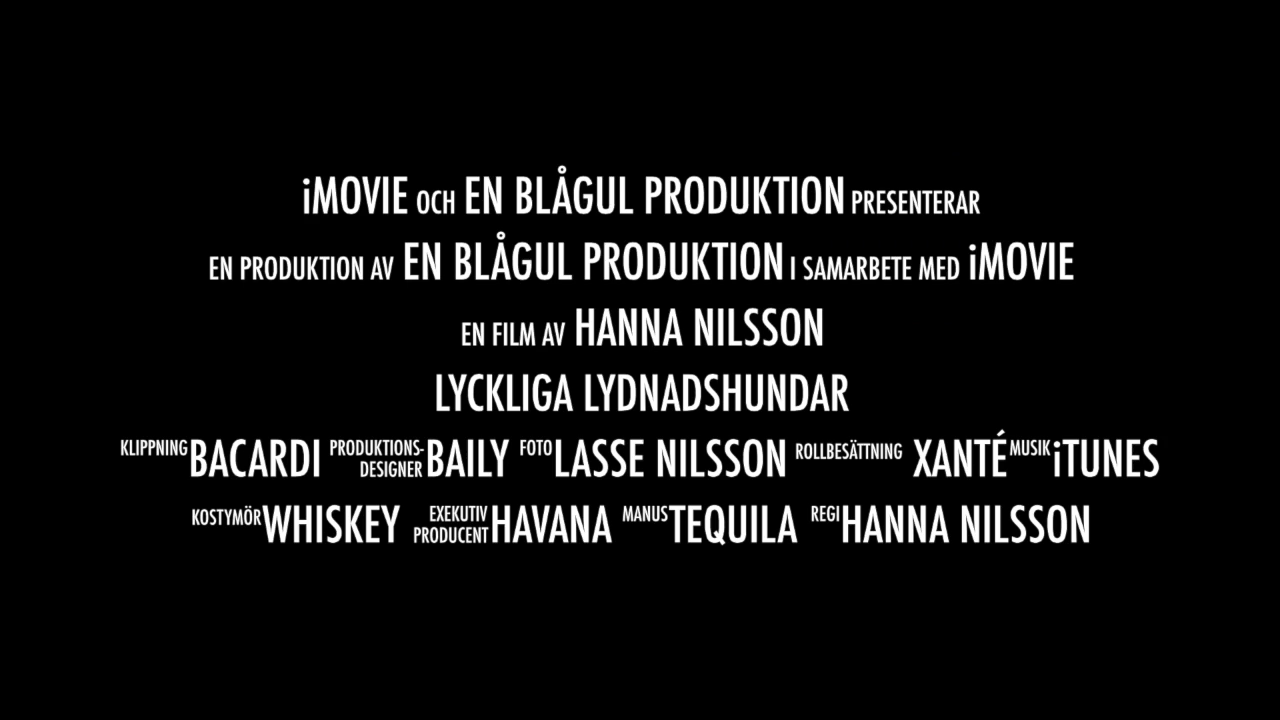 iMOVIE OCH EN BLÅGUL PRODUKTION PRESENTERAR
EN PRODUKTION AV EN BLÅGUL PRODUKTION I SAMARBETE MED iMOVIE
EN FILM AV HANNA NILSSON
LYCKLIGA LYDNADSHUNDAR
KLIPPNING BACARDI PRODUKTIONS-DESIGNER BAILY FOTO LASSE NILSSON ROLLBESÄTTNING XANTÉ MUSIK iTUNES
KOSTYMÖR WHISKEY EXEKUTIV PRODUCENT HAVANA MANUS TEQUILA REGI HANNA NILSSON